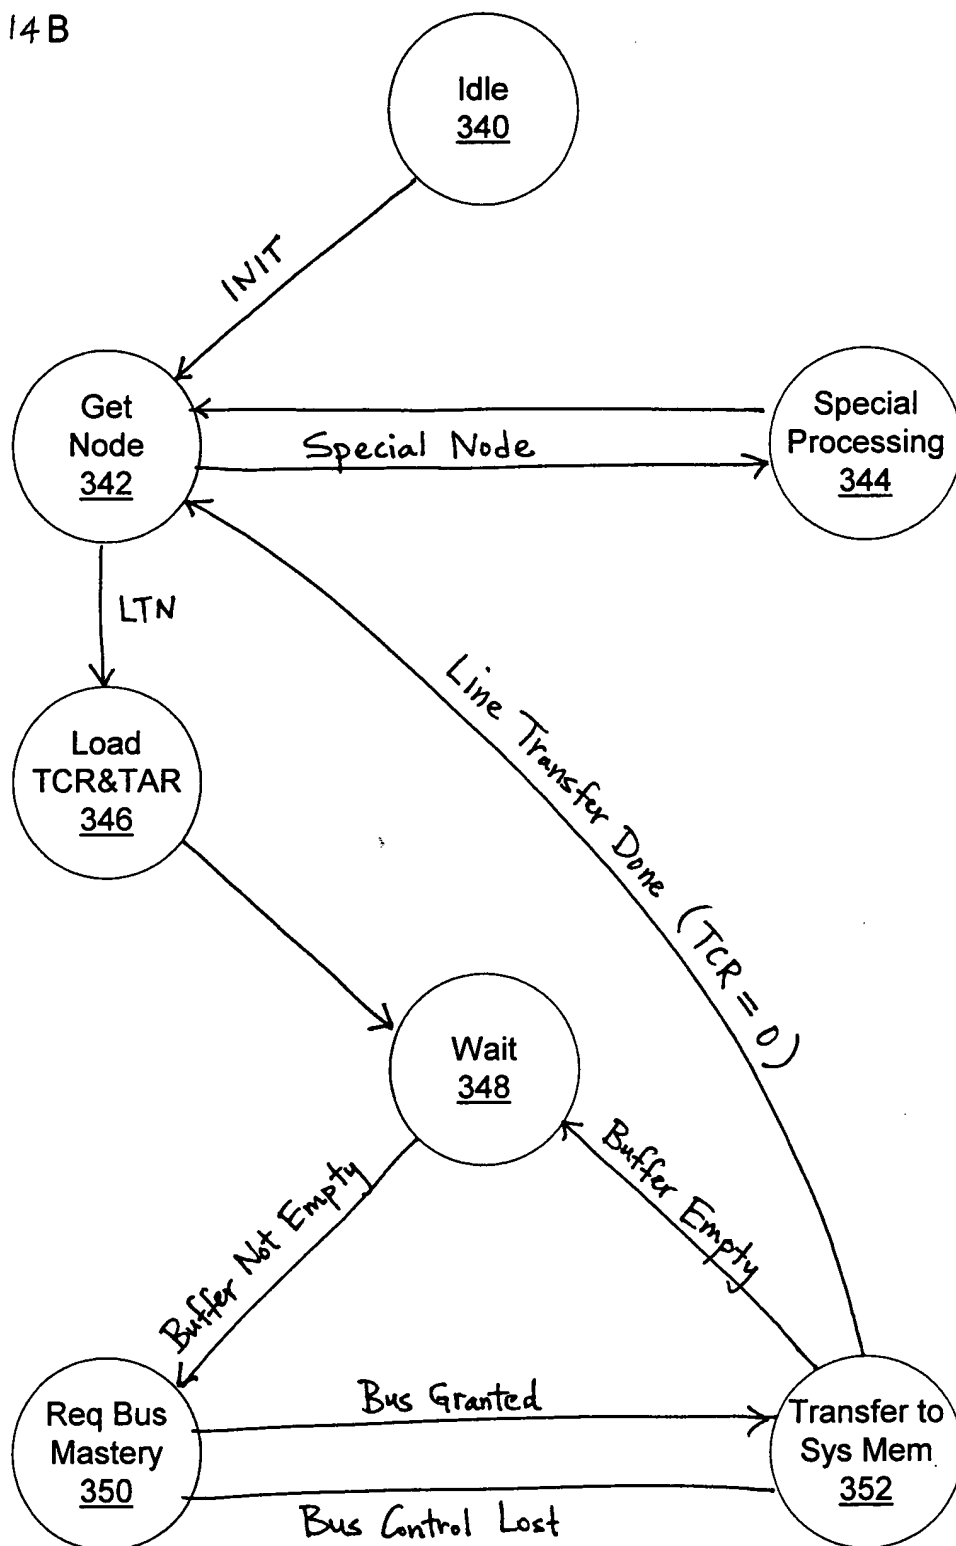 14B
Idle
340
INIT
Get
Node
342
Special Node
Special
Processing
344
LTN
Load
TCR&TAR
346
Line Transfer Done (TCR = 0)
Wait
348
Buffer Not Empty
Buffer Empty
Req Bus
Mastery
350
Bus Granted
Bus Control Lost
Transfer to
Sys Mem
352